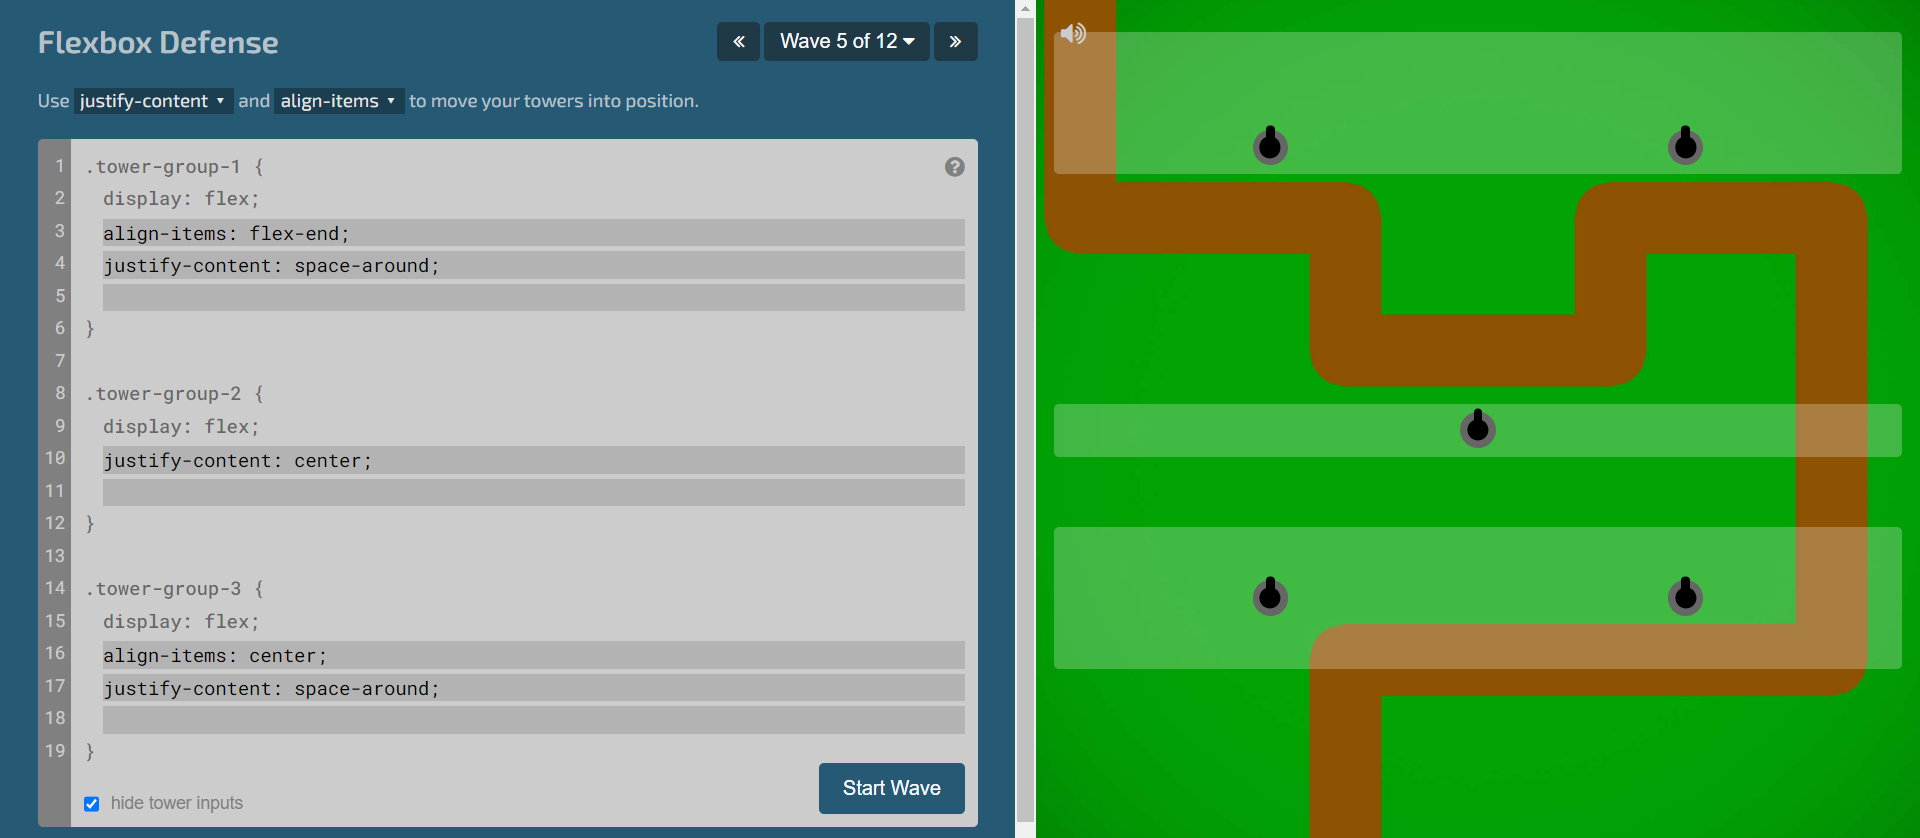 Flexbox Defense
« Wave 5 of 12 »
Use justify-content and align-items to move your towers into position.
1 .tower-group-1 {
2 display: flex;
3 align-items: flex-end;
4 justify-content: space-around;
5
6 }
7
8 .tower-group-2 {
9 display: flex;
10 justify-content: center;
11
12 }
13
14 .tower-group-3 {
15 display: flex;
16 align-items: center;
17 justify-content: space-around;
18
19 }
Start Wave
hide tower inputs